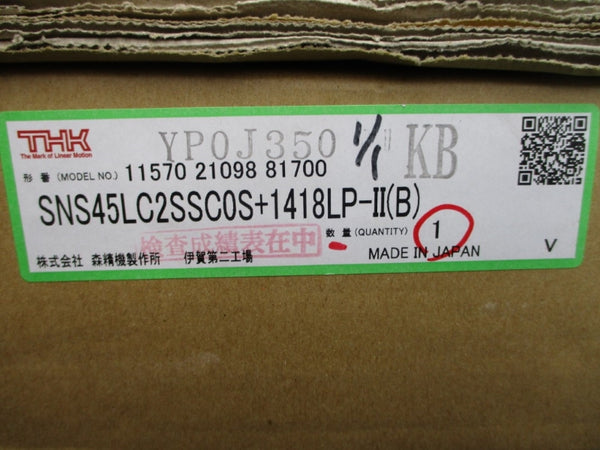 THK
The Mark of Linear Motion
YP0J350 1/1 KB
形 番 (MODEL NO.) 11570 21098 81700
SNS45LC2SSC0S+1418LP-II(B)
検査成績表在中
数 量 (QUANTITY) 1
株式会社 森精機製作所 伊賀第二工場
MADE IN JAPAN
V